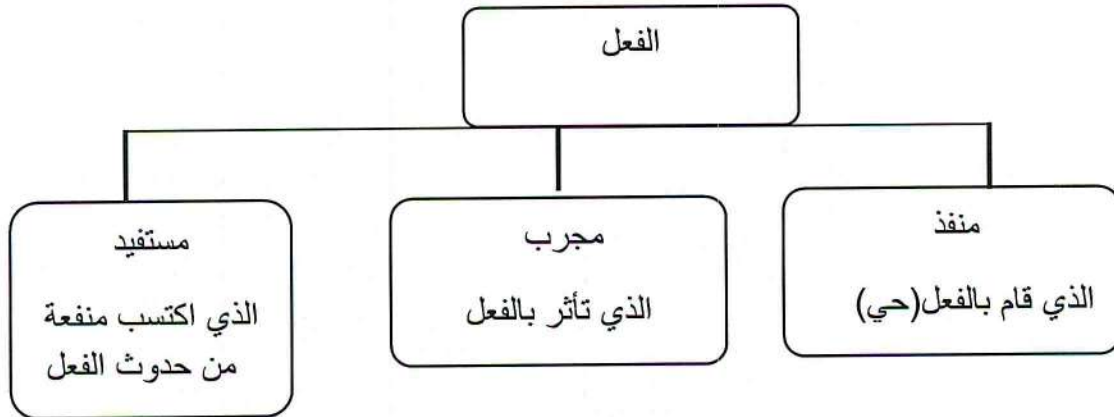 الفعل
منفذ
الذي قام بالفعل(حي)
مجرب
الذي تأثر بالفعل
مستفيد
الذي اكتسب منفعة
من حدوث الفعل